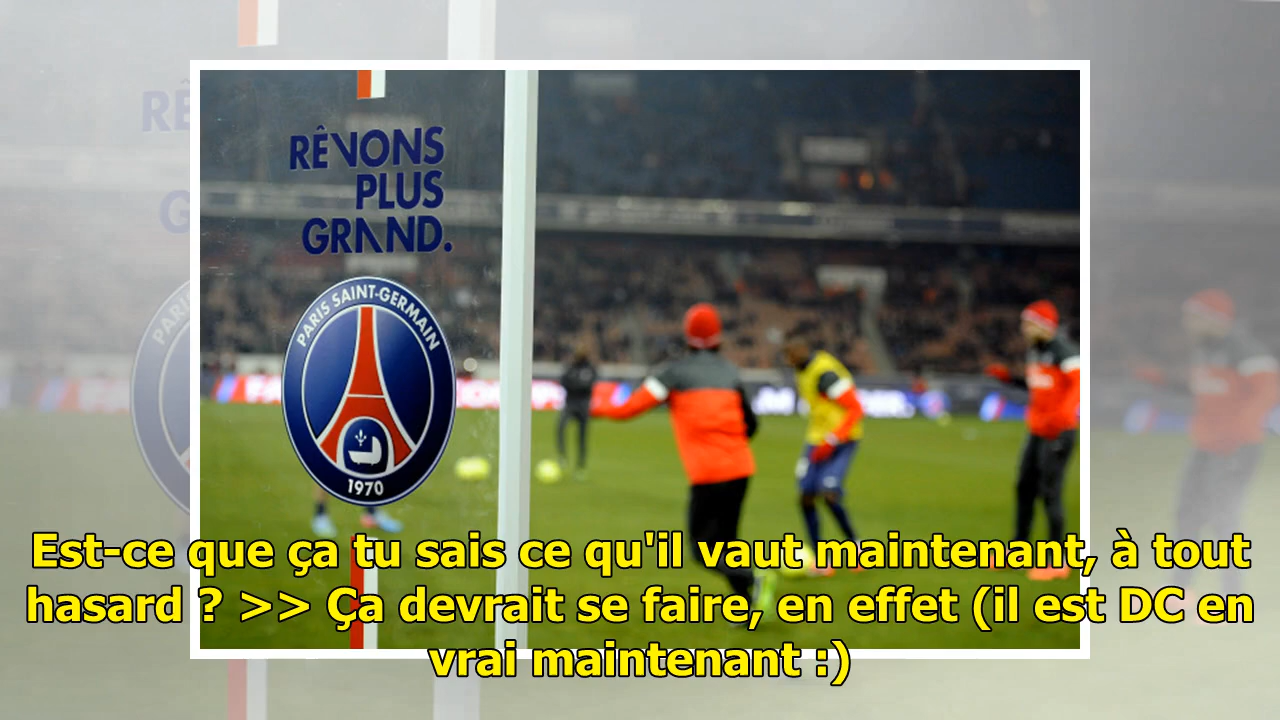 RÊVONS
PLUS
GRAND.
PARIS SAINT-GERMAIN
1970
Est-ce que ça tu sais ce qu'il vaut maintenant, à tout
hasard ? >> Ça devrait se faire, en effet (il est DC en
vrai maintenant :)